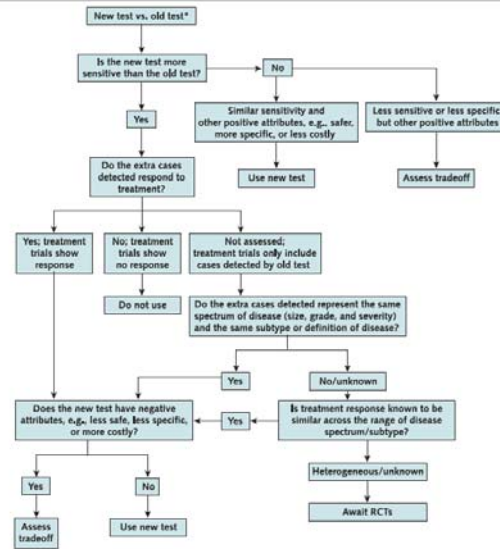 New test vs. old test*
Is the new test more
sensitive than the old test?
No
Yes
Similar sensitivity and
other positive attributes, e.g., safer,
more specific, or less costly
Less sensitive or less specific
but other positive attributes
Use new test
Assess tradeoff
Do the extra cases
detected respond to
treatment?
Yes; treatment
trials show
response
No; treatment
trials show
no response
Not assessed;
treatment trials only include
cases detected by old test
Do not use
Do the extra cases detected represent the same
spectrum of disease (size, grade, and severity)
and the same subtype or definition of disease?
Yes
No/unknown
Does the new test have negative
attributes, e.g., less safe, less specific,
or more costly?
Yes
Is treatment response known to be
similar across the range of disease
spectrum/subtype?
Yes
No
Heterogeneous/unknown
Assess
tradeoff
Use new test
Await RCTs